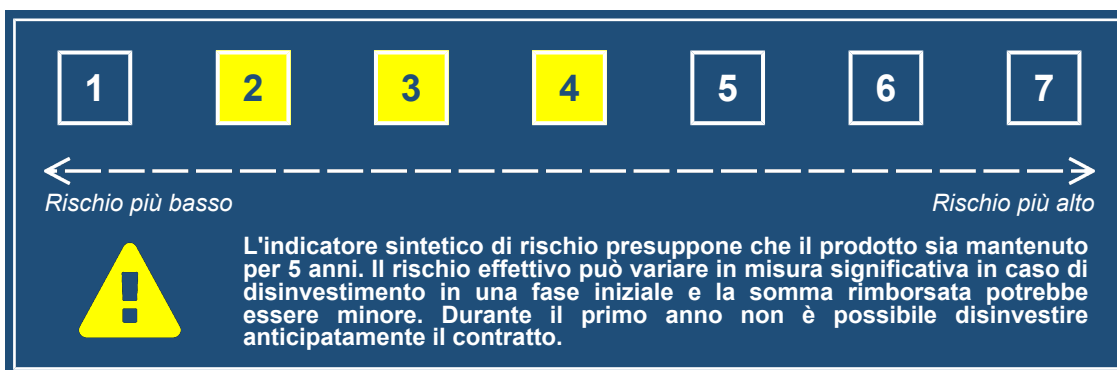 1 2 3 4 5 6 7
Rischio più basso Rischio più alto
L'indicatore sintetico di rischio presuppone che il prodotto sia mantenuto
per 5 anni. Il rischio effettivo può variare in misura significativa in caso di
disinvestimento in una fase iniziale e la somma rimborsata potrebbe
essere minore. Durante il primo anno non è possibile disinvestire
anticipatamente il contratto.